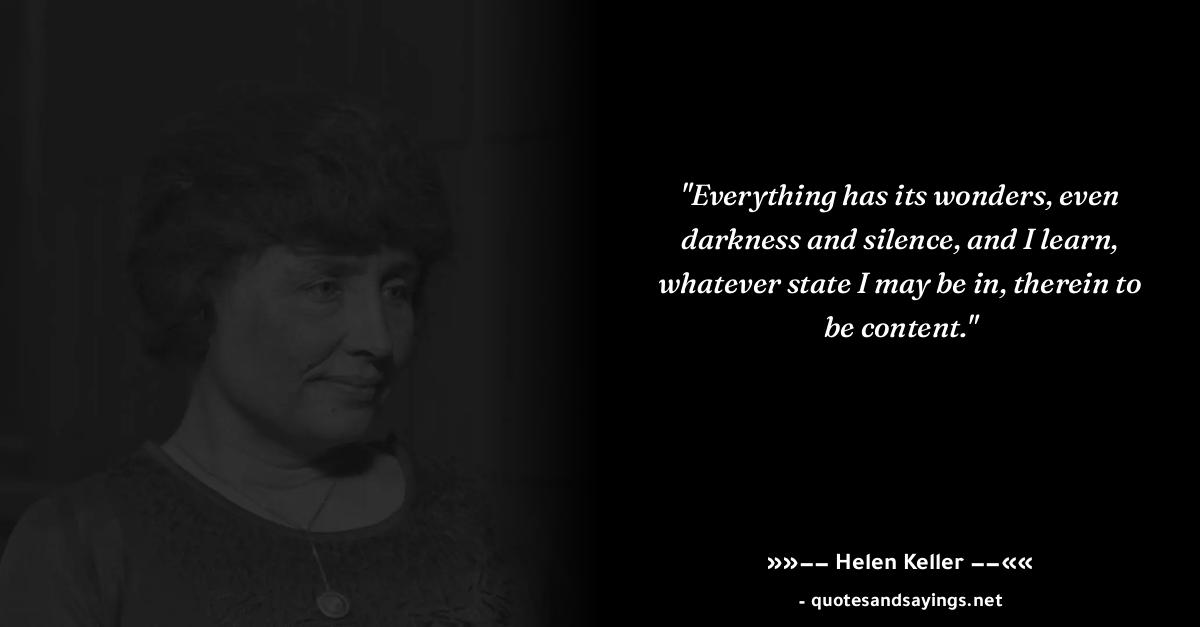 "Everything has its wonders, even
darkness and silence, and I learn,
whatever state I may be in, therein to
be content."
»»–– Helen Keller ––««
- quotesandsayings.net